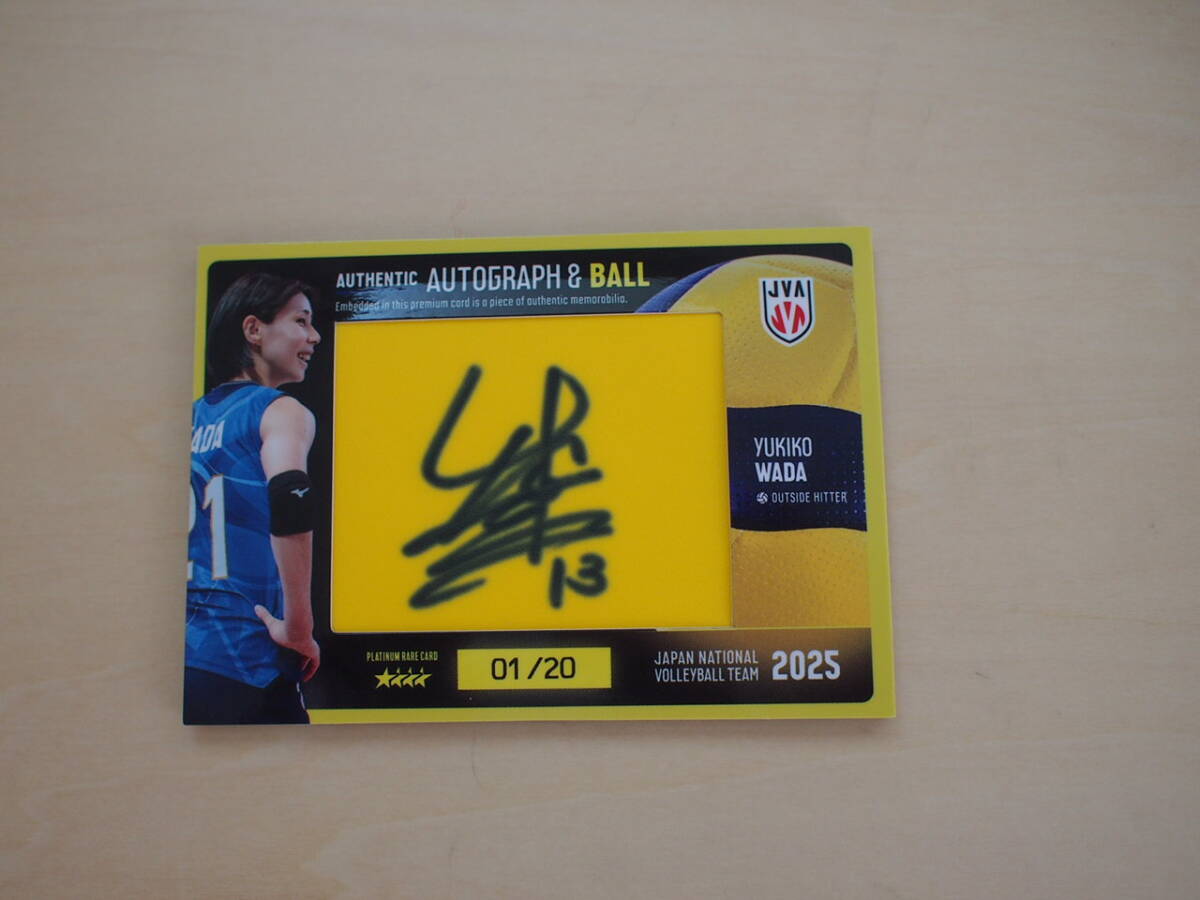 AUTHENTIC AUTOGRAPH & BALL
Embedded in this premium card is a piece of authentic memorabilia.
JVA
ADA
21
13
YUKIKO
WADA
OUTSIDE HITTER
PLATINUM RARE CARD
01/20
JAPAN NATIONAL
VOLLEYBALL TEAM 2025